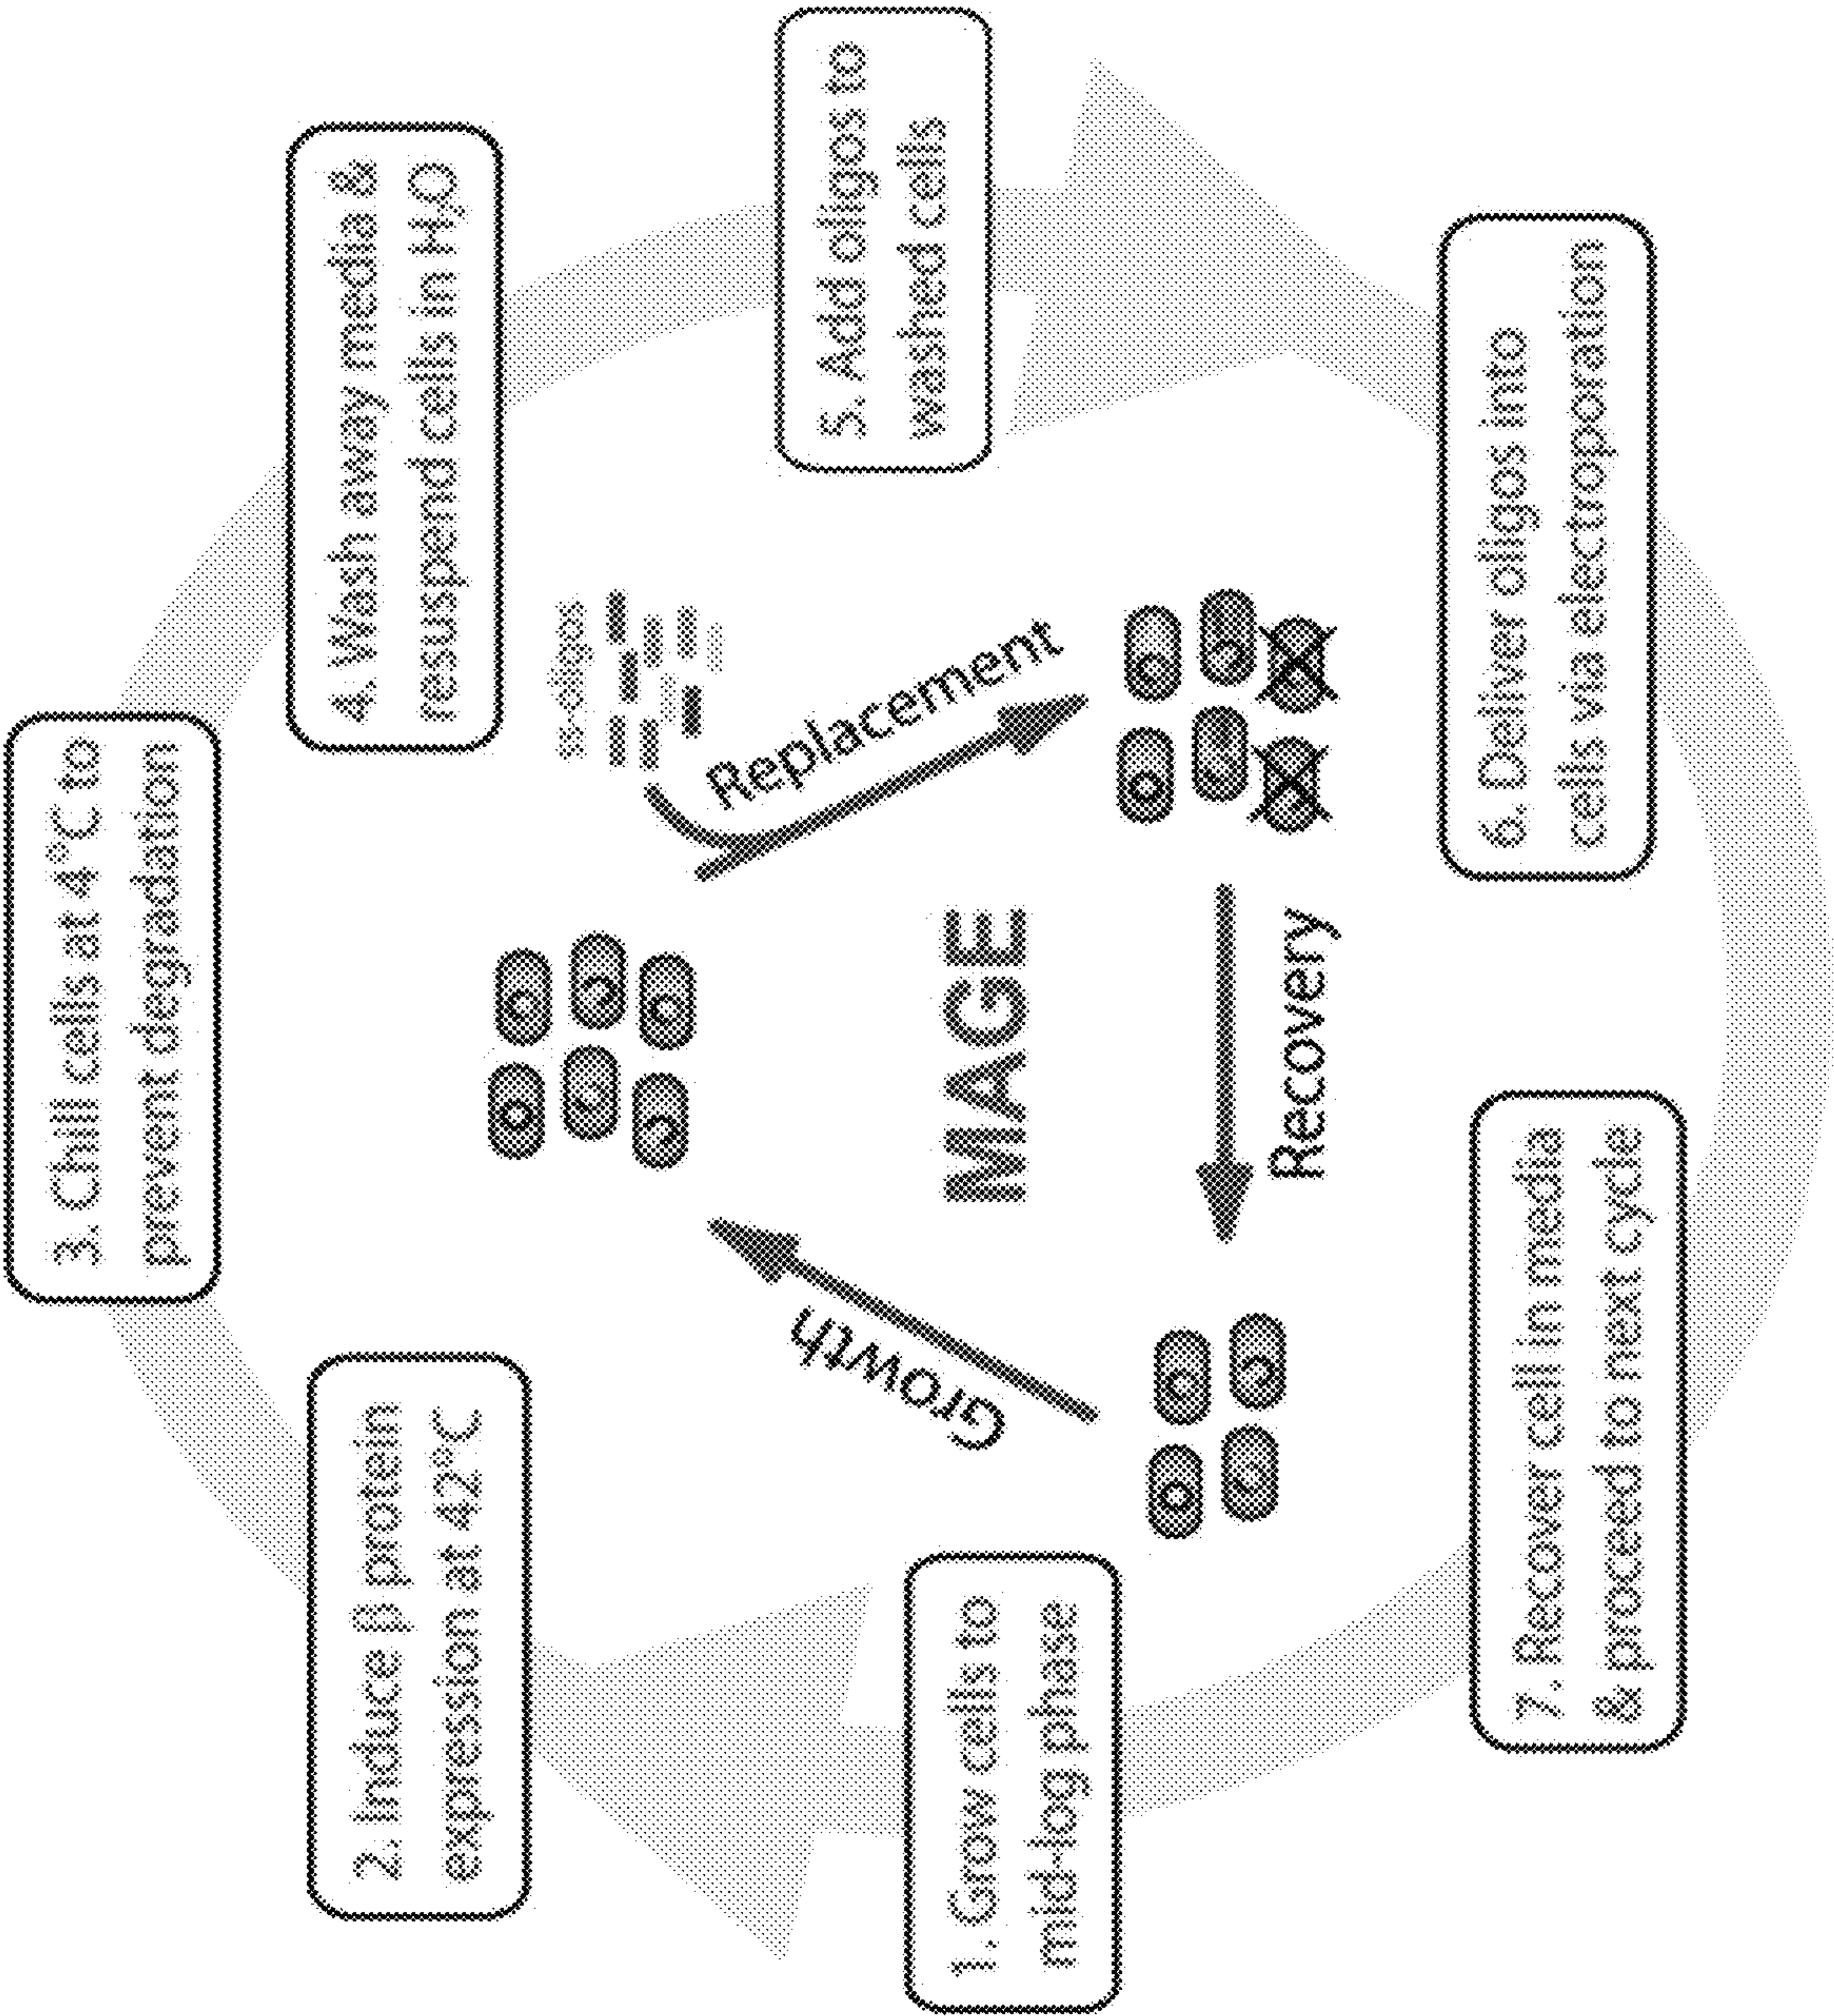 1. Grow cells to
mid-log phase
2. Induce β protein
expression at 42°C
3. Chill cells at 4°C to
prevent degradation
4. Wash away media &
resuspend cells in H₂O
5. Add oligos to
washed cells
6. Deliver oligos into
cells via electroporation
7. Recover cell in media
& proceed to next cycle
ss-oligos
Growth
Replacement
MAGE
Recovery